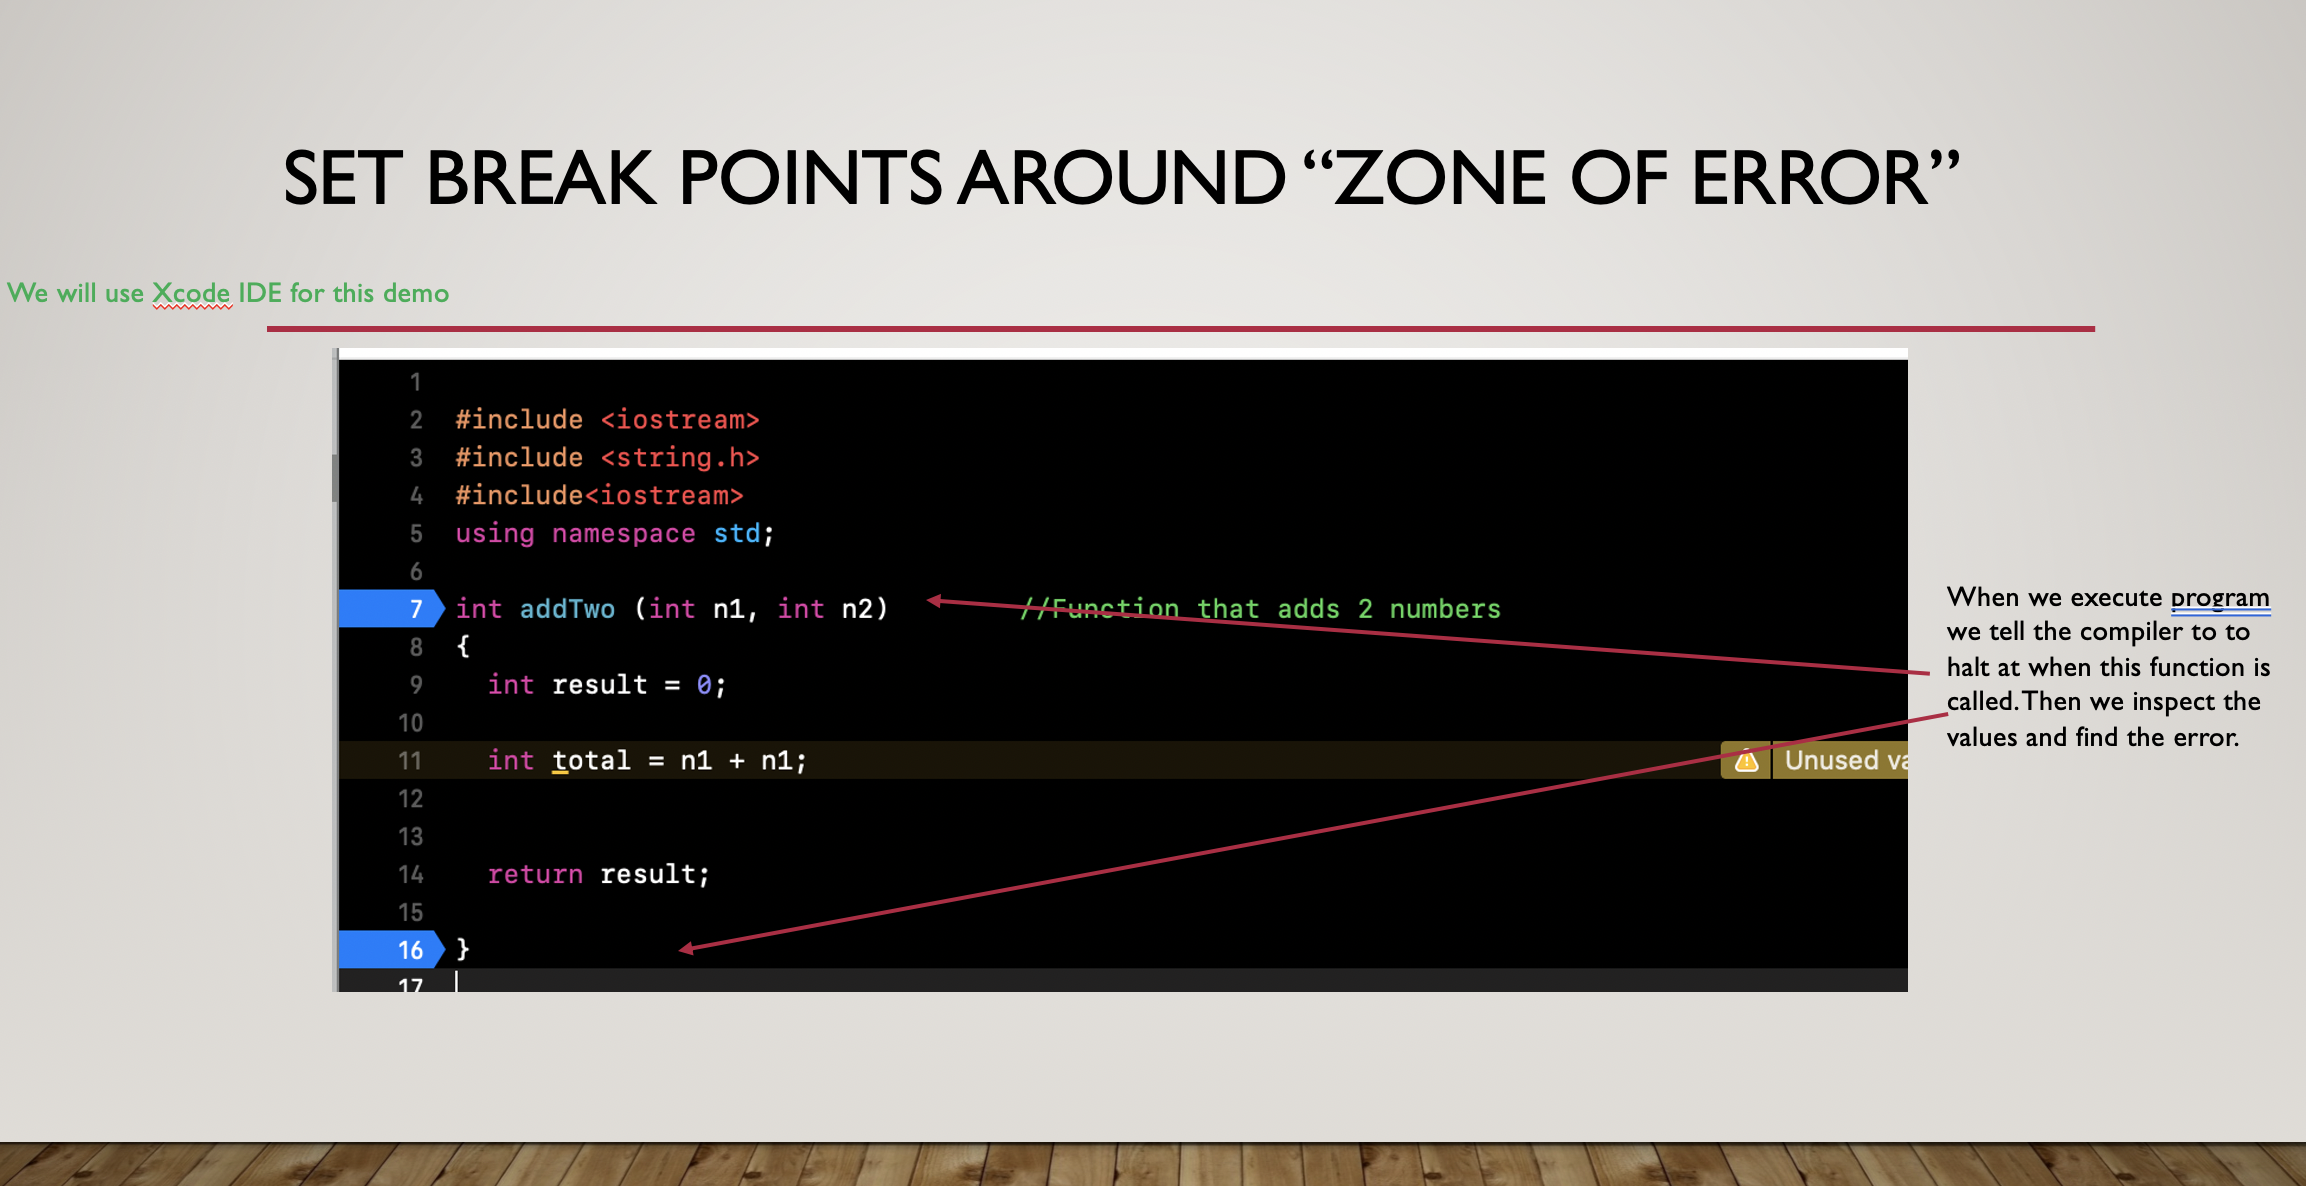 SET BREAK POINTS AROUND “ZONE OF ERROR”
We will use Xcode IDE for this demo
1
2 #include <iostream>
3 #include <string.h>
4 #include<iostream>
5 using namespace std;
6
7 int addTwo (int n1, int n2) //Function that adds 2 numbers
8 {
9 int result = 0;
10
11 int total = n1 + n1; Unused
12
13
14 return result;
15
16 }
17
When we execute program
we tell the compiler to to
halt at when this function is
called. Then we inspect the
values and find the error.